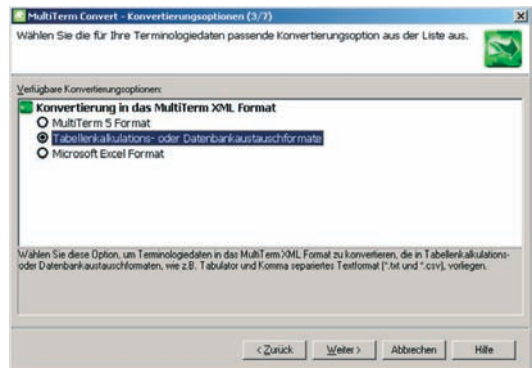 MultiTerm Convert - Konvertierungsoptionen (3/7)
Wählen Sie die für Ihre Terminologiedaten passende Konvertierungsoption aus der Liste aus.
Verfügbare Konvertierungsoptionen:
Konvertierung in das MultiTerm XML Format
MultiTerm 5 Format
Tabellenkalkulations- oder Datenbankaustauschformate
Microsoft Excel Format
Wählen Sie diese Option, um Terminologiedaten in das MultiTerm XML Format zu konvertieren, die in Tabellenkalkulations-
oder Datenbankaustauschformaten, wie z.B. Tabulator und Komma separiertes Textformat (*.txt und *.csv), vorliegen.
< Zurück Weiter > Abbrechen Hilfe